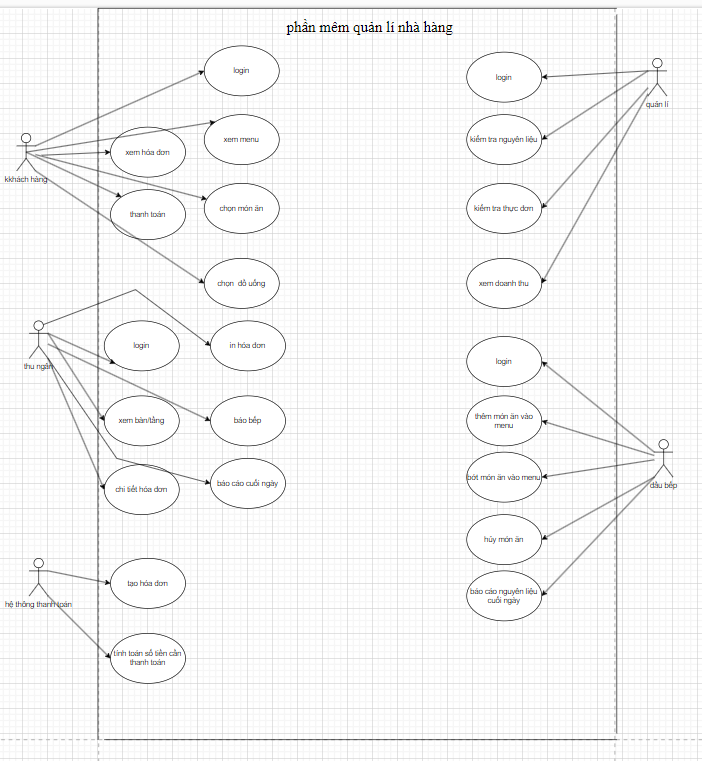 phần mêm quản lí nhà hàng
login
login
quản lí
xem menu
kiểm tra nguyên liệu
xem hóa đơn
kkhách hàng
chọn món ăn
kiểm tra thực đơn
thanh toán
chọn đồ uống
xem doanh thu
login
in hóa đơn
thu ngân
login
xem bàn/tầng
báo bếp
thêm món ăn vào
menu
chi tiết hóa đơn
báo cáo cuối ngày
bớt món ăn vào menu
đầu bếp
hủy món ăn
tạo hóa đơn
hệ thông thanh toán
báo cáo nguyên liệu
cuối ngày
tính toán số tiền cần
thanh toán